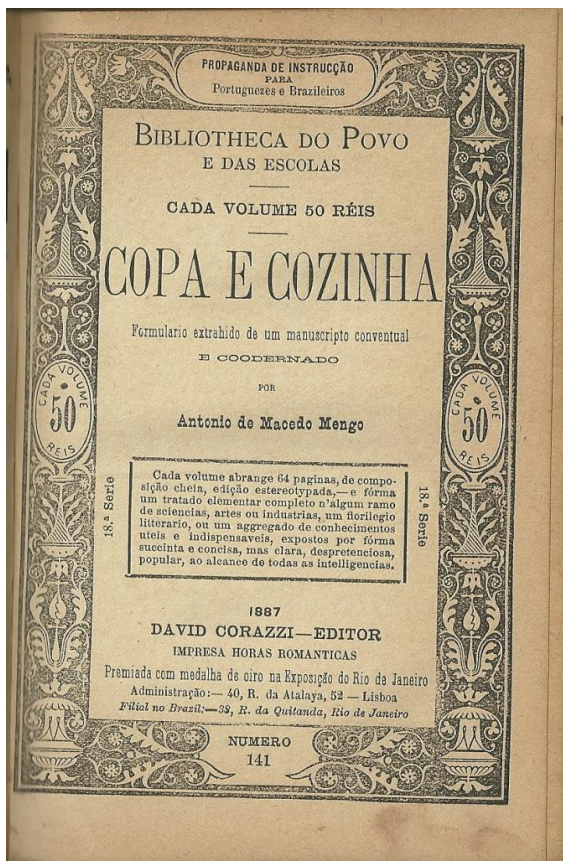 PROPAGANDA DE INSTRUCÇÃO
PARA
Portuguezes e Brazileiros
BIBLIOTHECA DO POVO
E DAS ESCOLAS
CADA VOLUME 50 RÉIS
COPA E COZINHA
Formulario extrahido de um manuscripto conventual
E COODERNADO
POR
Antonio de Macedo Mengo
CADA VOLUME
50
REIS
CADA VOLUME
50
REIS
18.ª Serie
Cada volume abrange 64 paginas, de compo-
sição cheia, edição estereotypada,—e fórma
um tratado elementar completo n'algum ramo
de sciencias, artes ou industrias, um florilegio
litterario, ou um aggregado de conhecimentos
uteis e indispensaveis, expostos por fórma
succinta e concisa, mas clara, despretenciosa,
popular, ao alcance de todas as intelligencias.
18.ª Serie
1887
DAVID CORAZZI—EDITOR
IMPRESA HORAS ROMANTICAS
Premiada com medalha de oiro na Exposição do Rio de Janeiro
Administração:— 40, R. da Atalaya, 52 — Lisboa
Filial no Brazil:—38, R. da Quitanda, Rio de Janeiro
NUMERO
141